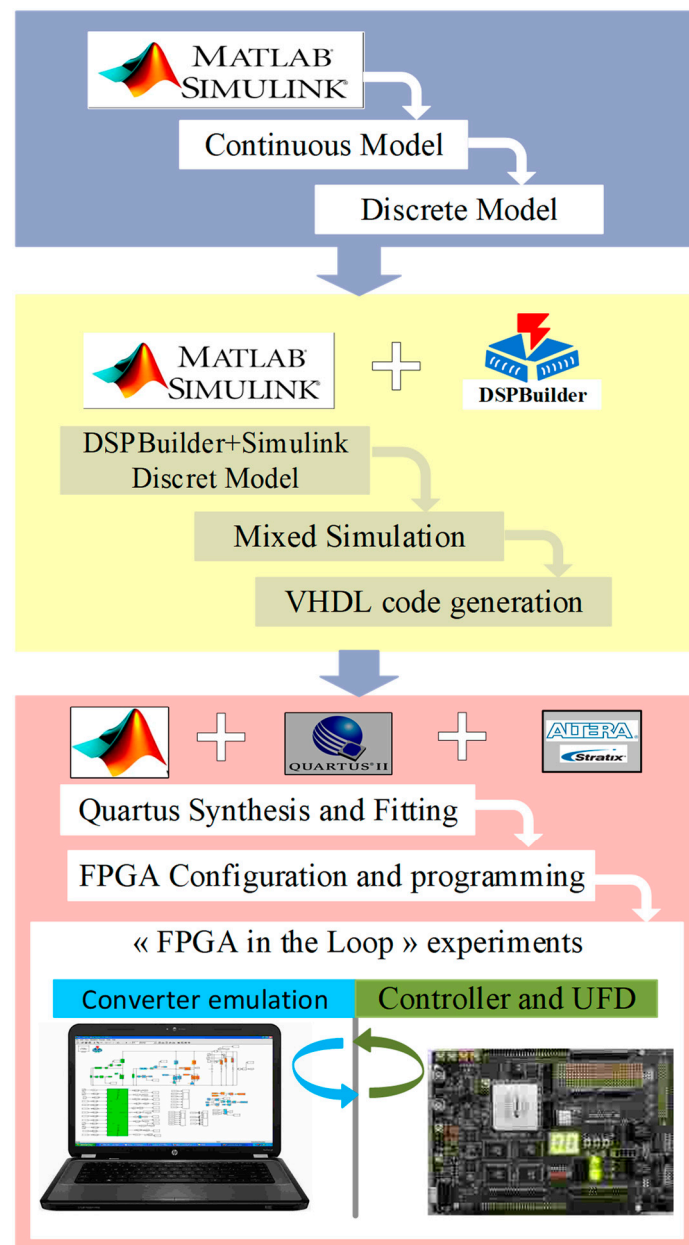 MATLAB®
SIMULINK®
Continuous Model
Discrete Model
MATLAB®
SIMULINK®
DSPBuilder
DSPBuilder+Simulink
Discret Model
Mixed Simulation
VHDL code generation
QUARTUS® II
ALTERA®
Stratix
Quartus Synthesis and Fitting
FPGA Configuration and programming
« FPGA in the Loop » experiments
Converter emulation
Controller and UFD
hp